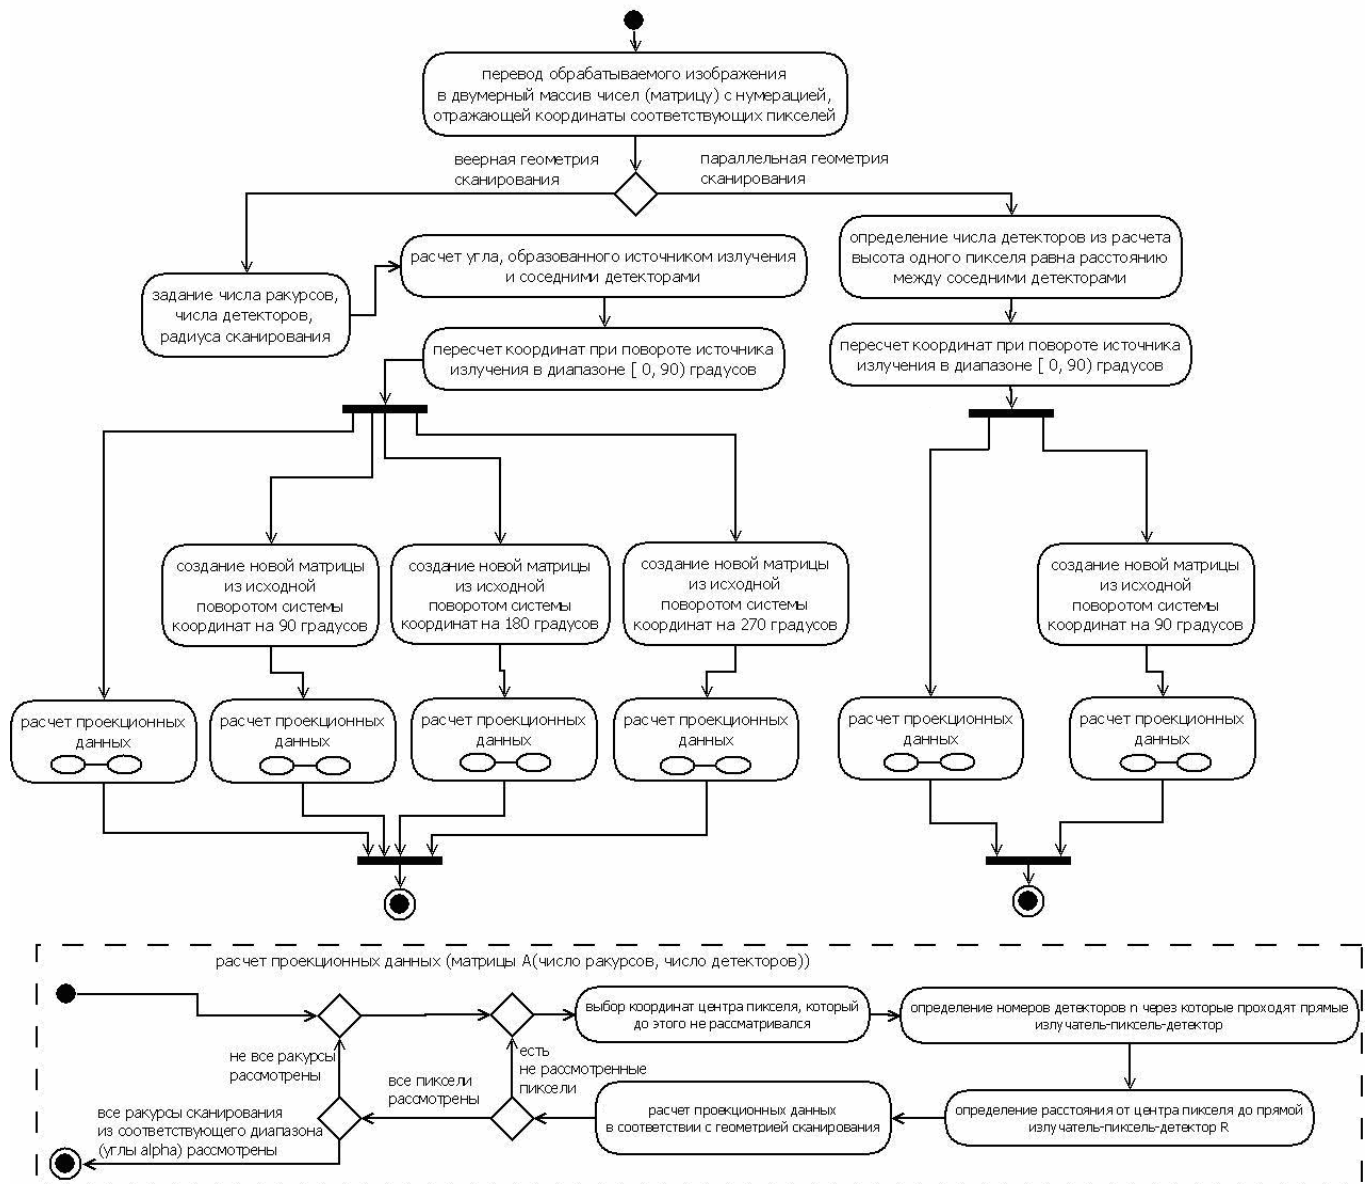 перевод обрабатываемого изображения
в двумерный массив чисел (матрицу) с нумерацией,
отражающей координаты соответствующих пикселей
веерная геометрия
сканирования
параллельная геометрия
сканирования
задание числа ракурсов,
числа детекторов,
радиуса сканирования
расчет угла, образованного источником излучения
и соседними детекторами
пересчет координат при повороте источника
излучения в диапазоне [ 0, 90) градусов
определение числа детекторов из расчета
высота одного пикселя равна расстоянию
между соседними детекторами
пересчет координат при повороте источника
излучения в диапазоне [ 0, 90) градусов
создание новой матрицы
из исходной
поворотом системы
координат на 90 градусов
создание новой матрицы
из исходной
поворотом системы
координат на 180 градусов
создание новой матрицы
из исходной
поворотом системы
координат на 270 градусов
создание новой матрицы
из исходной
поворотом системы
координат на 90 градусов
расчет проекционных
данных
расчет проекционных
данных
расчет проекционных
данных
расчет проекционных
данных
расчет проекционных
данных
расчет проекционных
данных
расчет проекционных данных (матрицы A(число ракурсов, число детекторов))
выбор координат центра пикселя, который
до этого не рассматривался
определение номеров детекторов n через которые проходят прямые
излучатель-пиксель-детектор
не все ракурсы
рассмотрены
есть
не рассмотренные
пиксели
все пиксели
рассмотрены
расчет проекционных данных
в соответствии с геометрией сканирования
определение расстояния от центра пикселя до прямой
излучатель-пиксель-детектор R
все ракурсы сканирования
из соответствующего диапазона
(углы alpha) рассмотрены